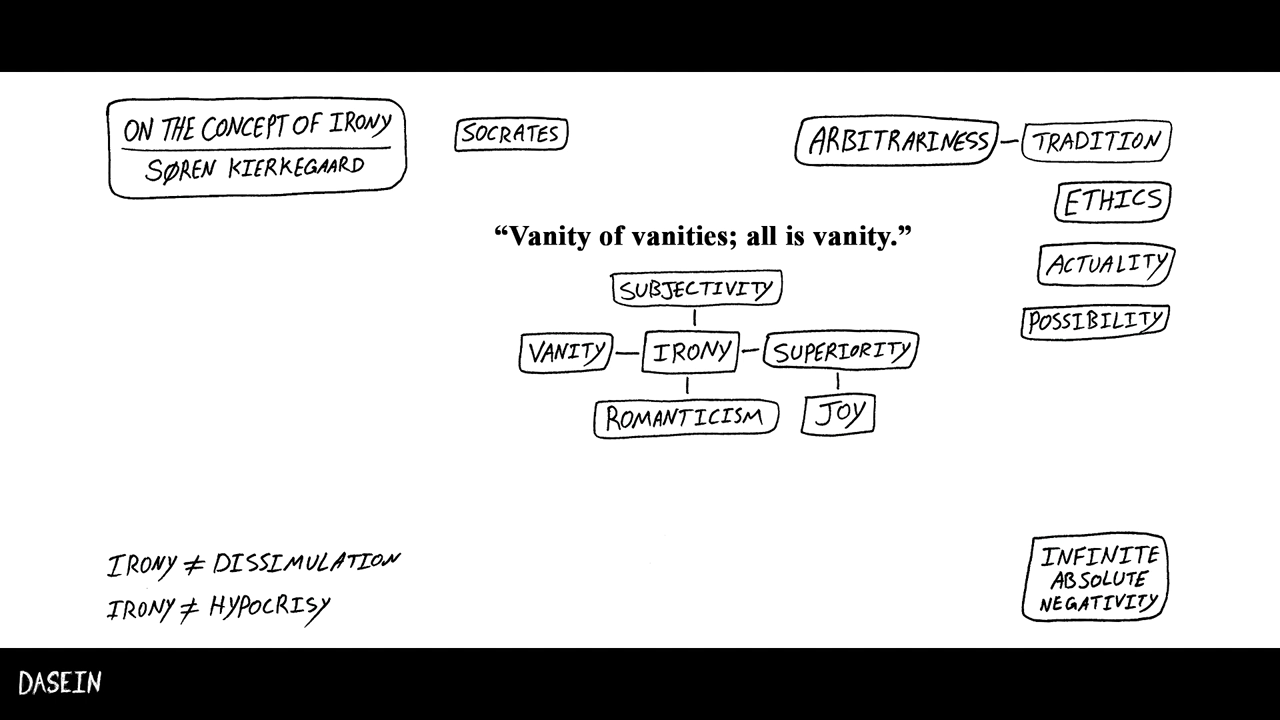 ON THE CONCEPT OF IRONY
SØREN KIERKEGAARD
SOCRATES
ARBITRARINESS
TRADITION
ETHICS
“Vanity of vanities; all is vanity.”
ACTUALITY
SUBJECTIVITY
POSSIBILITY
VANITY
IRONY
SUPERIORITY
ROMANTICISM
JOY
IRONY ≠ DISSIMULATION
IRONY ≠ HYPOCRISY
INFINITE
ABSOLUTE
NEGATIVITY
DASEIN